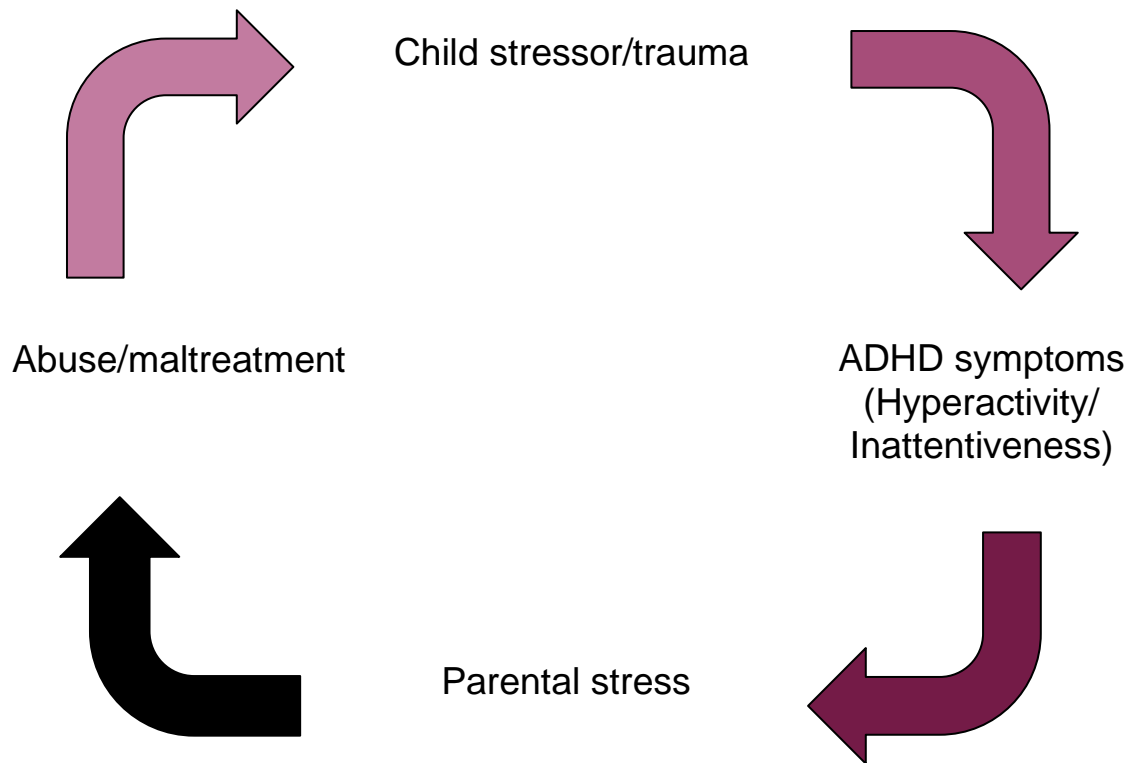 Child stressor/trauma
Abuse/maltreatment
ADHD symptoms
(Hyperactivity/
Inattentiveness)
Parental stress